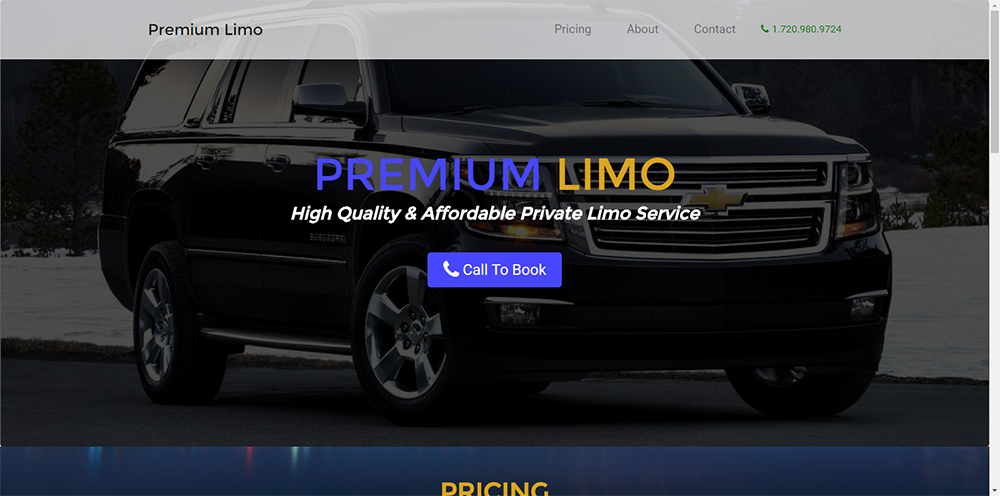 Premium Limo
Pricing
About
Contact
1.720.980.9724
PREMIUM LIMO
High Quality & Affordable Private Limo Service
SUBURBAN
Call To Book
PRICING